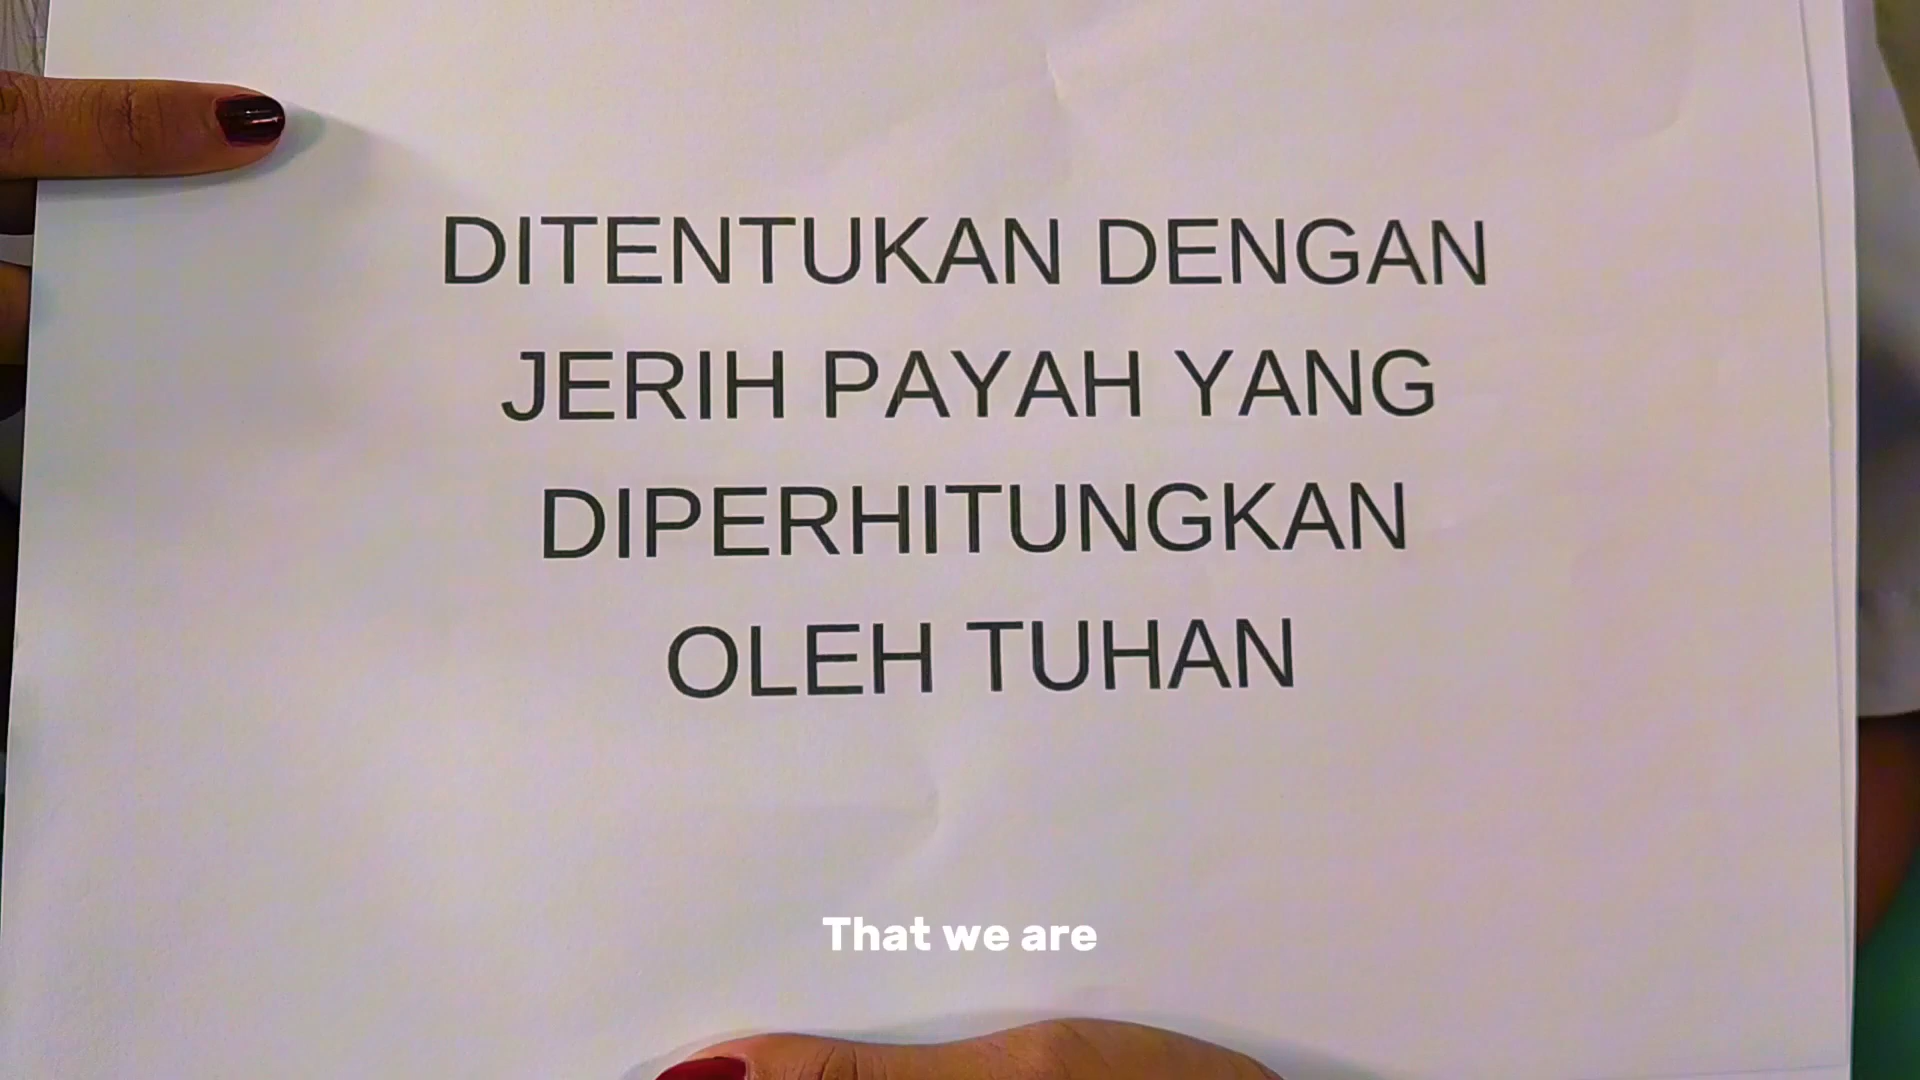 DITENTUKAN DENGAN
JERIH PAYAH YANG
DIPERHITUNGKAN
OLEH TUHAN
That we are